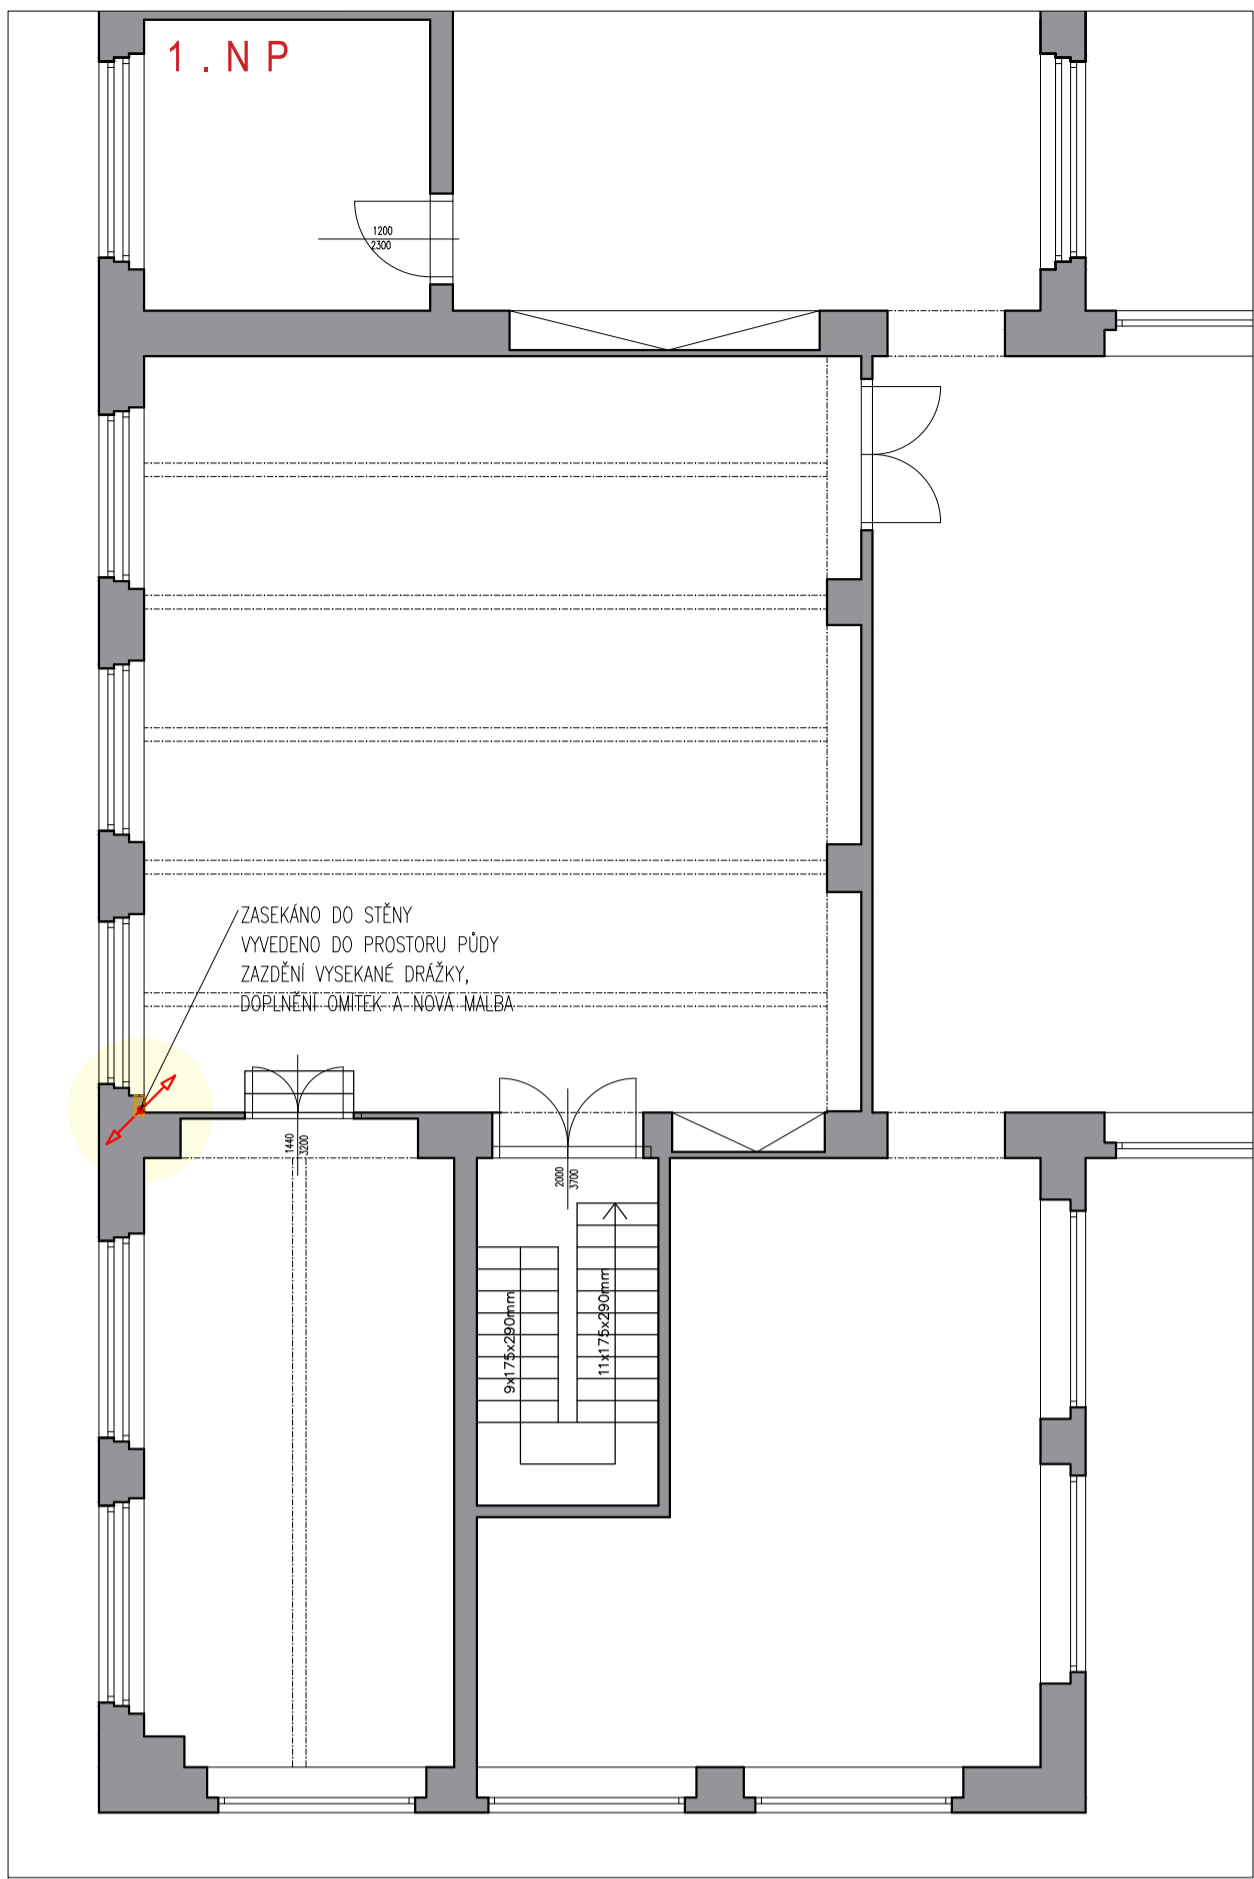 1.NP
1200
2300
ZASEKÁNO DO STĚNY
VYVEDENO DO PROSTORU PŮDY
ZAZDĚNÍ VYSEKANÉ DRÁŽKY,
DOPLNĚNÍ OMÍTEK A NOVÁ MALBA
1440
3200
2000
3700
9x175x290mm
11x175x290mm